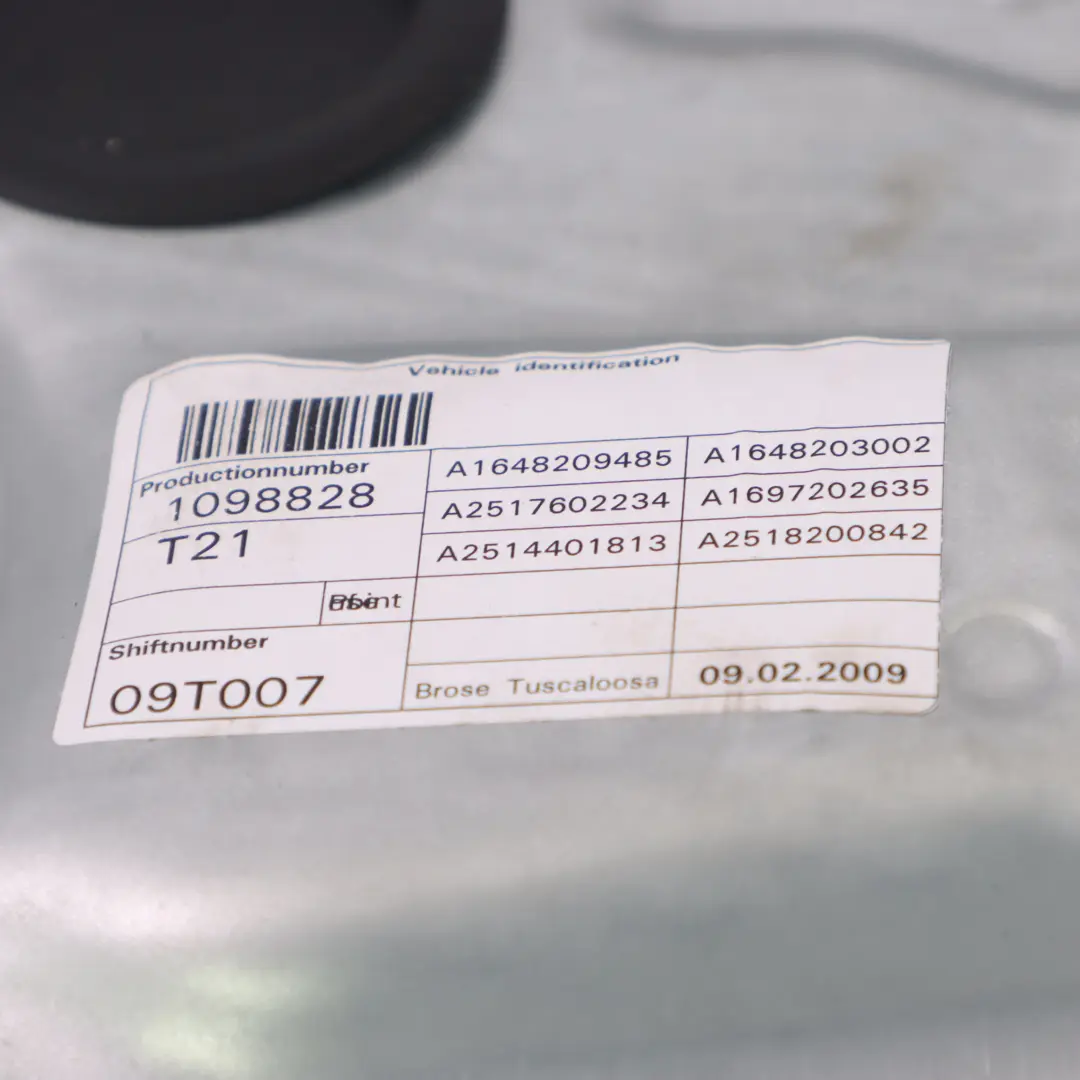 Vehicle identification
Productionnumber
1098828
T21
Shiftnumber
09T007
A1648209485 A1648203002
A2517602234 A1697202635
A2514401813 A2518200842
Brose Tuscaloosa 09.02.2009